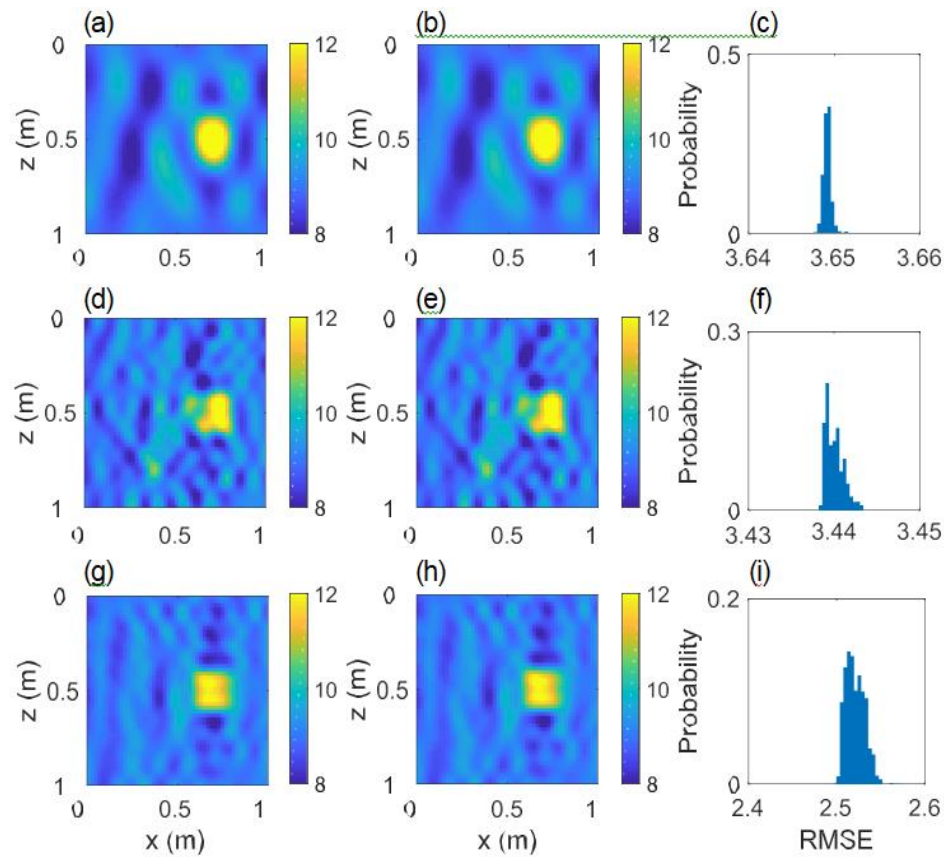 (a) (b) (c)
0 12 0 12 0.5
z (m) 0.5 10 z (m) 0.5 10 Probability
1 8 1 8 0
0 0.5 1 0 0.5 1 3.64 3.65 3.66
(d) (e) (f)
0 12 0 12 0.3
z (m) 0.5 10 z (m) 0.5 10 Probability
1 8 1 8 0
0 0.5 1 0 0.5 1 3.43 3.44 3.45
(g) (h) (i)
0 12 0 12 0.2
z (m) 0.5 10 z (m) 0.5 10 Probability
1 8 1 8 0
0 0.5 1 0 0.5 1 2.4 2.5 2.6
x (m) x (m) RMSE